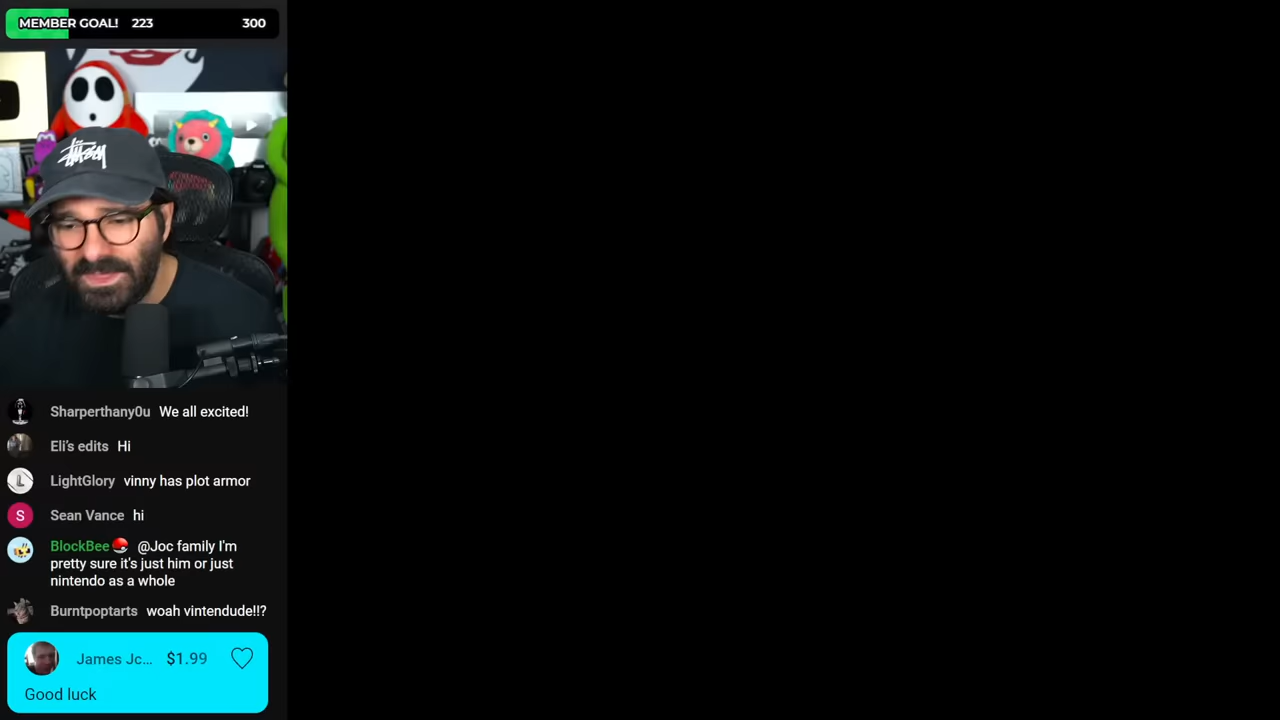 MEMBER GOAL! 223 300
STÜSSY
Sharperthany0u We all excited!
Eli's edits Hi
LightGlory vinny has plot armor
S Sean Vance hi
BlockBee @Joc family I'm
pretty sure it's just him or just
nintendo as a whole
Burntpoptarts woah vintendude!!?
James Jc... $1.99
Good luck